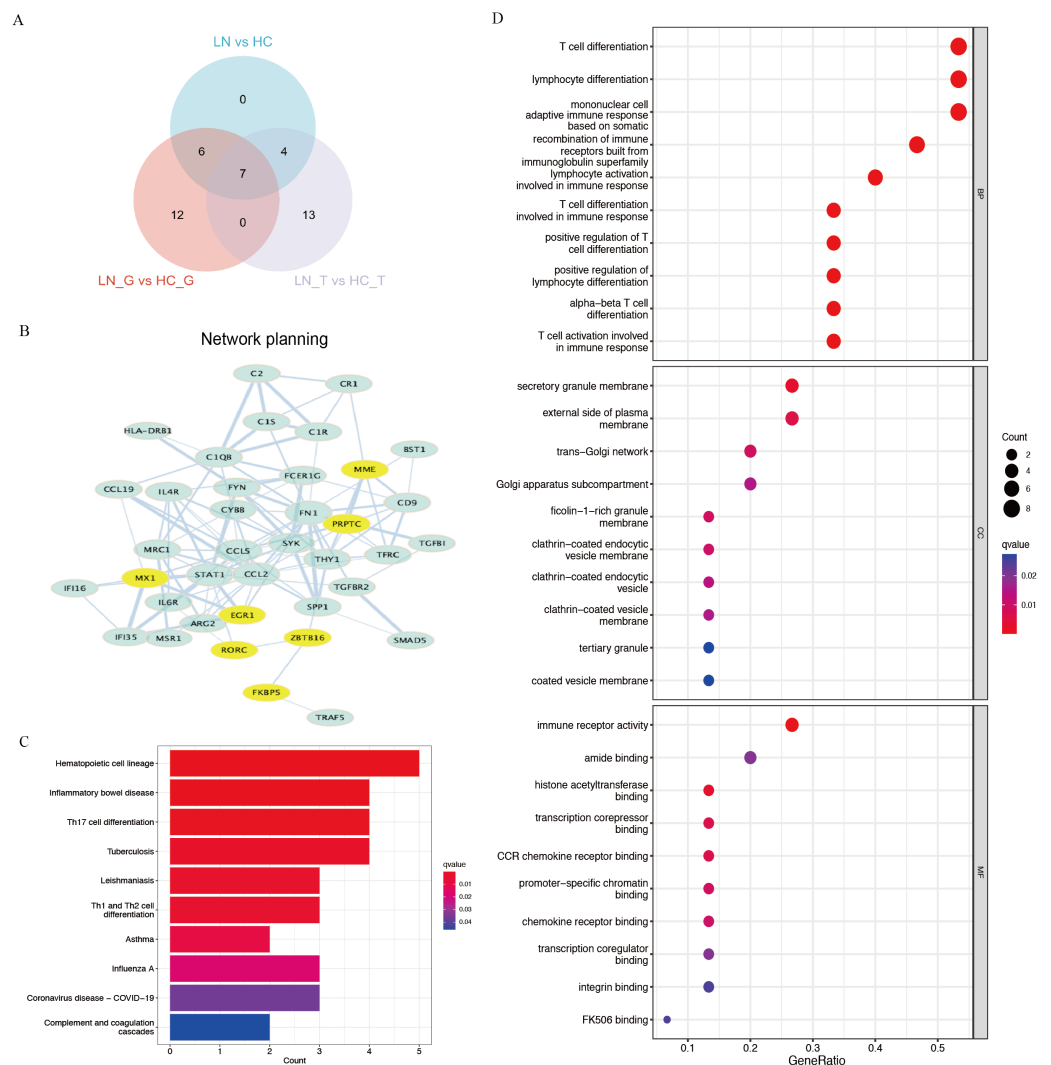 A
LN vs HC
0
6
4
7
12
0
13
LN_G vs HC_G
LN_T vs HC_T
B
Network planning
C2
CR1
C1S
C1R
HLA-DRB1
BST1
C1QB
FCER1G
MME
CCL19
IL4R
FYN
CD9
CYBB
FN1
PRPTC
TGFBI
SYK
MRC1
CCL5
THY1
TFRC
MX1
STAT1
CCL2
TGFBR2
IFI16
IL6R
SPP1
EGR1
ARG2
IFI35
MSR1
ZBTB16
SMAD5
RORC
FKBP5
TRAF5
C
Hematopoietic cell lineage
Inflammatory bowel disease
Th17 cell differentiation
Tuberculosis
Leishmaniasis
Th1 and Th2 cell
differentiation
Asthma
Influenza A
Coronavirus disease - COVID-19
Complement and coagulation
cascades
0 1 2 3 4 5
Count
qvalue
0.01
0.02
0.03
0.04
D
T cell differentiation
lymphocyte differentiation
mononuclear cell
adaptive immune response
based on somatic
recombination of immune
receptors built from
immunoglobulin superfamily
lymphocyte activation
involved in immune response
T cell differentiation
involved in immune response
positive regulation of T
cell differentiation
positive regulation of
lymphocyte differentiation
alpha-beta T cell
differentiation
T cell activation involved
in immune response
BP
secretory granule membrane
external side of plasma
membrane
trans-Golgi network
Golgi apparatus subcompartment
ficolin-1-rich granule
membrane
clathrin-coated endocytic
vesicle membrane
clathrin-coated endocytic
vesicle
clathrin-coated vesicle
membrane
tertiary granule
coated vesicle membrane
CC
immune receptor activity
amide binding
histone acetyltransferase
binding
transcription corepressor
binding
CCR chemokine receptor binding
promoter-specific chromatin
binding
chemokine receptor binding
transcription coregulator
binding
integrin binding
FK506 binding
MF
0.1 0.2 0.3 0.4 0.5
GeneRatio
Count
2
4
6
8
qvalue
0.02
0.01